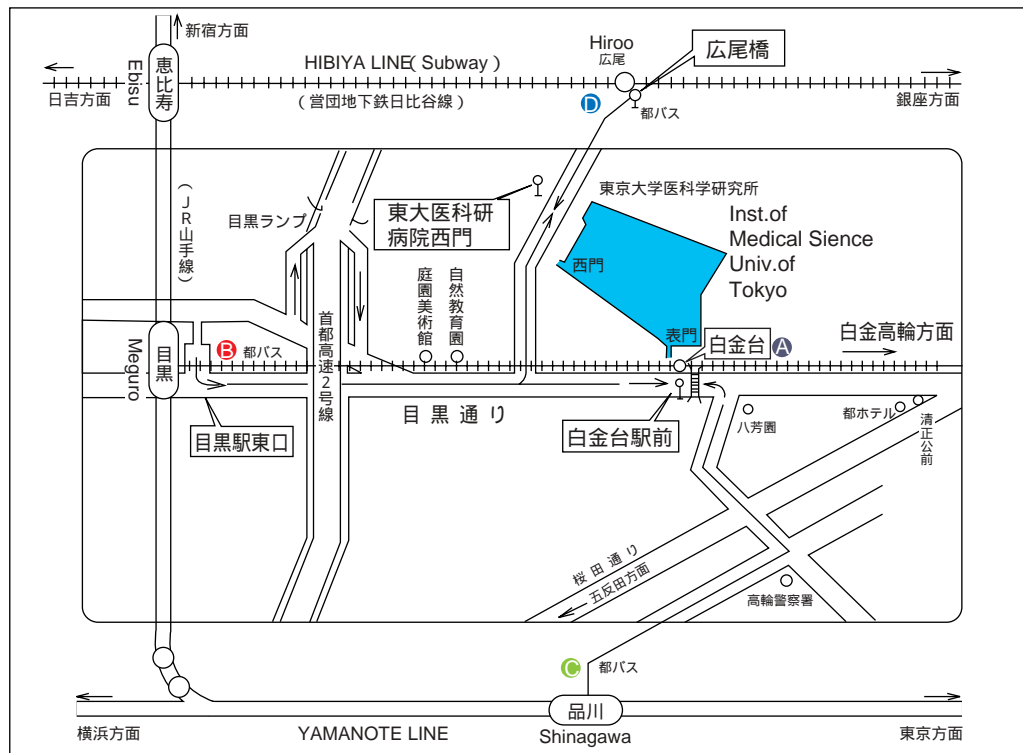 新宿方面
恵比寿
Ebisu
Hiroo
広尾
広尾橋
HIBIYA LINE(Subway)
(営団地下鉄日比谷線)
日吉方面
銀座方面
D
都バス
(JR山手線)
目黒ランプ
東大医科研
病院西門
東京大学医科学研究所
Inst.of
Medical Sience
Univ.of
Tokyo
西門
表門
庭園美術館
自然教育園
首都高速2号線
目黒
Meguro
B
都バス
白金台
A
白金高輪方面
目黒通り
目黒駅東口
白金台駅前
八芳園
都ホテル
清正公前
桜田通り
五反田方面
高輪警察署
C
都バス
品川
Shinagawa
横浜方面
YAMANOTE LINE
東京方面